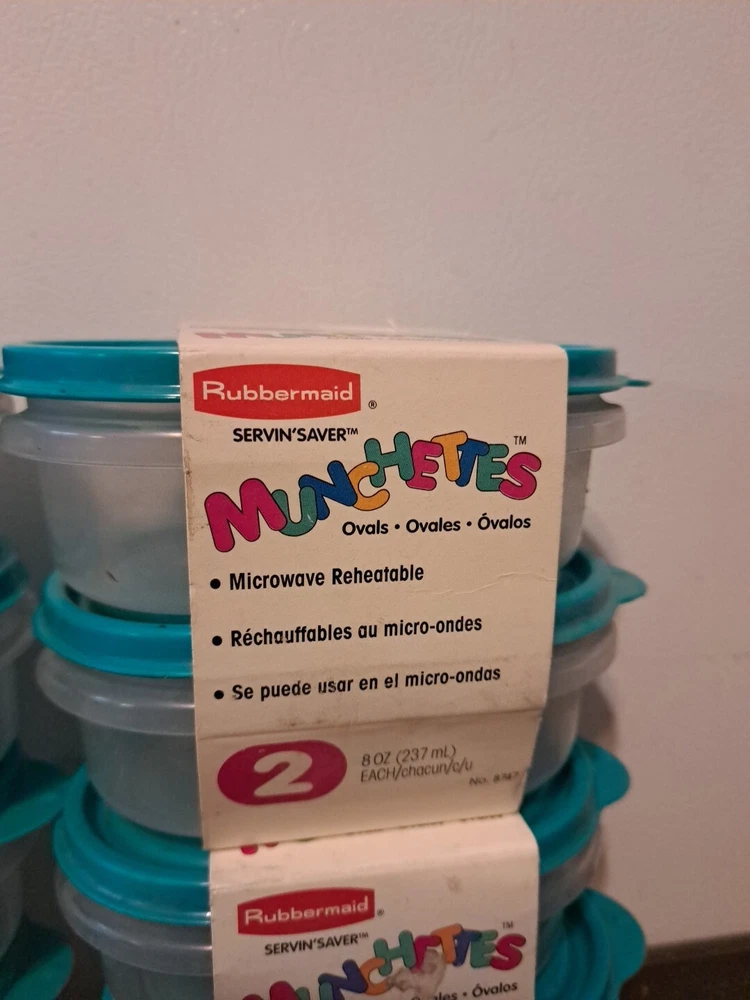 Rubbermaid ®
SERVIN'SAVER™
MUNCHETTES™
Ovals • Ovales • Óvalos
• Microwave Reheatable
• Réchauffables au micro-ondes
• Se puede usar en el micro-ondas
2
8 OZ (237 mL)
EACH/chacun/c/u
No.
Rubbermaid ®
SERVIN'SAVER™
MUNCHETTES™
Óvalos